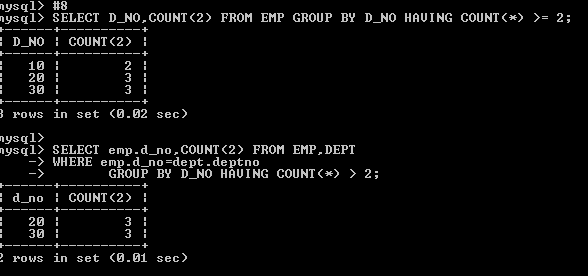 mysql> #8
mysql> SELECT D_NO,COUNT(2) FROM EMP GROUP BY D_NO HAVING COUNT(*) >= 2;
+------+----------+
| D_NO | COUNT(2) |
+------+----------+
|   10 |        2 |
|   20 |        3 |
|   30 |        3 |
+------+----------+
3 rows in set (0.02 sec)
mysql>
mysql> SELECT emp.d_no,COUNT(2) FROM EMP,DEPT
    -> WHERE emp.d_no=dept.deptno
    ->        GROUP BY D_NO HAVING COUNT(*) > 2;
+------+----------+
| d_no | COUNT(2) |
+------+----------+
|   20 |        3 |
|   30 |        3 |
+------+----------+
2 rows in set (0.01 sec)